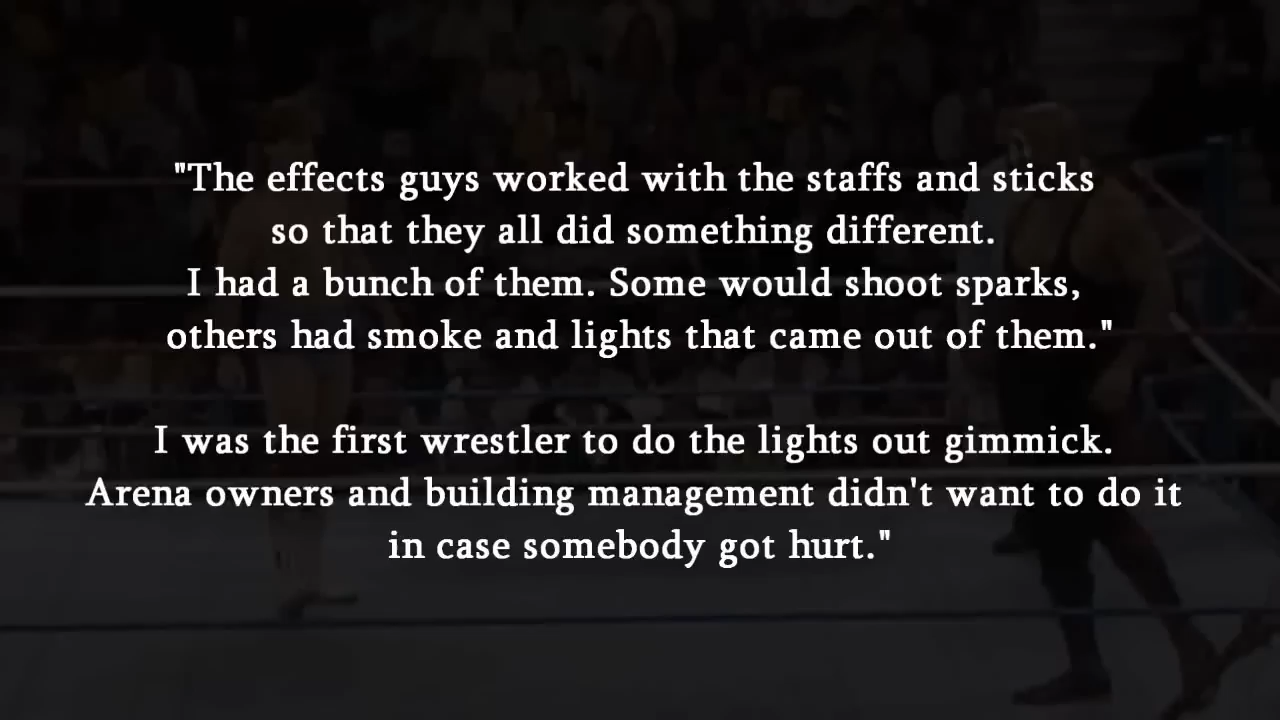 "The effects guys worked with the staffs and sticks
so that they all did something different.
I had a bunch of them. Some would shoot sparks,
others had smoke and lights that came out of them."
I was the first wrestler to do the lights out gimmick.
Arena owners and building management didn't want to do it
in case somebody got hurt."